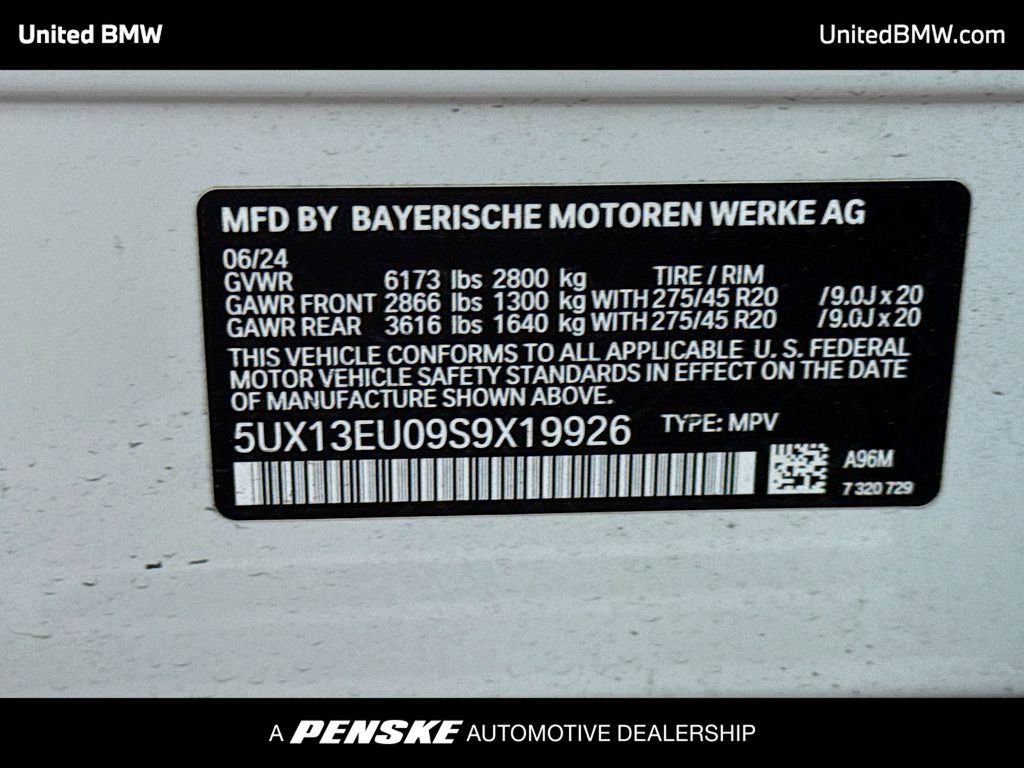 United BMW
UnitedBMW.com
MFD BY BAYERISCHE MOTOREN WERKE AG
06/24
GVWR 6173 lbs 2800 kg TIRE / RIM
GAWR FRONT 2866 lbs 1300 kg WITH 275/45 R20 /9.0J x 20
GAWR REAR 3616 lbs 1640 kg WITH 275/45 R20 /9.0J x 20
THIS VEHICLE CONFORMS TO ALL APPLICABLE U. S. FEDERAL
MOTOR VEHICLE SAFETY STANDARDS IN EFFECT ON THE DATE
OF MANUFACTURE SHOWN ABOVE.
5UX13EU09S9X19926 TYPE: MPV
A96M
7 320 729
A PENSKE AUTOMOTIVE DEALERSHIP